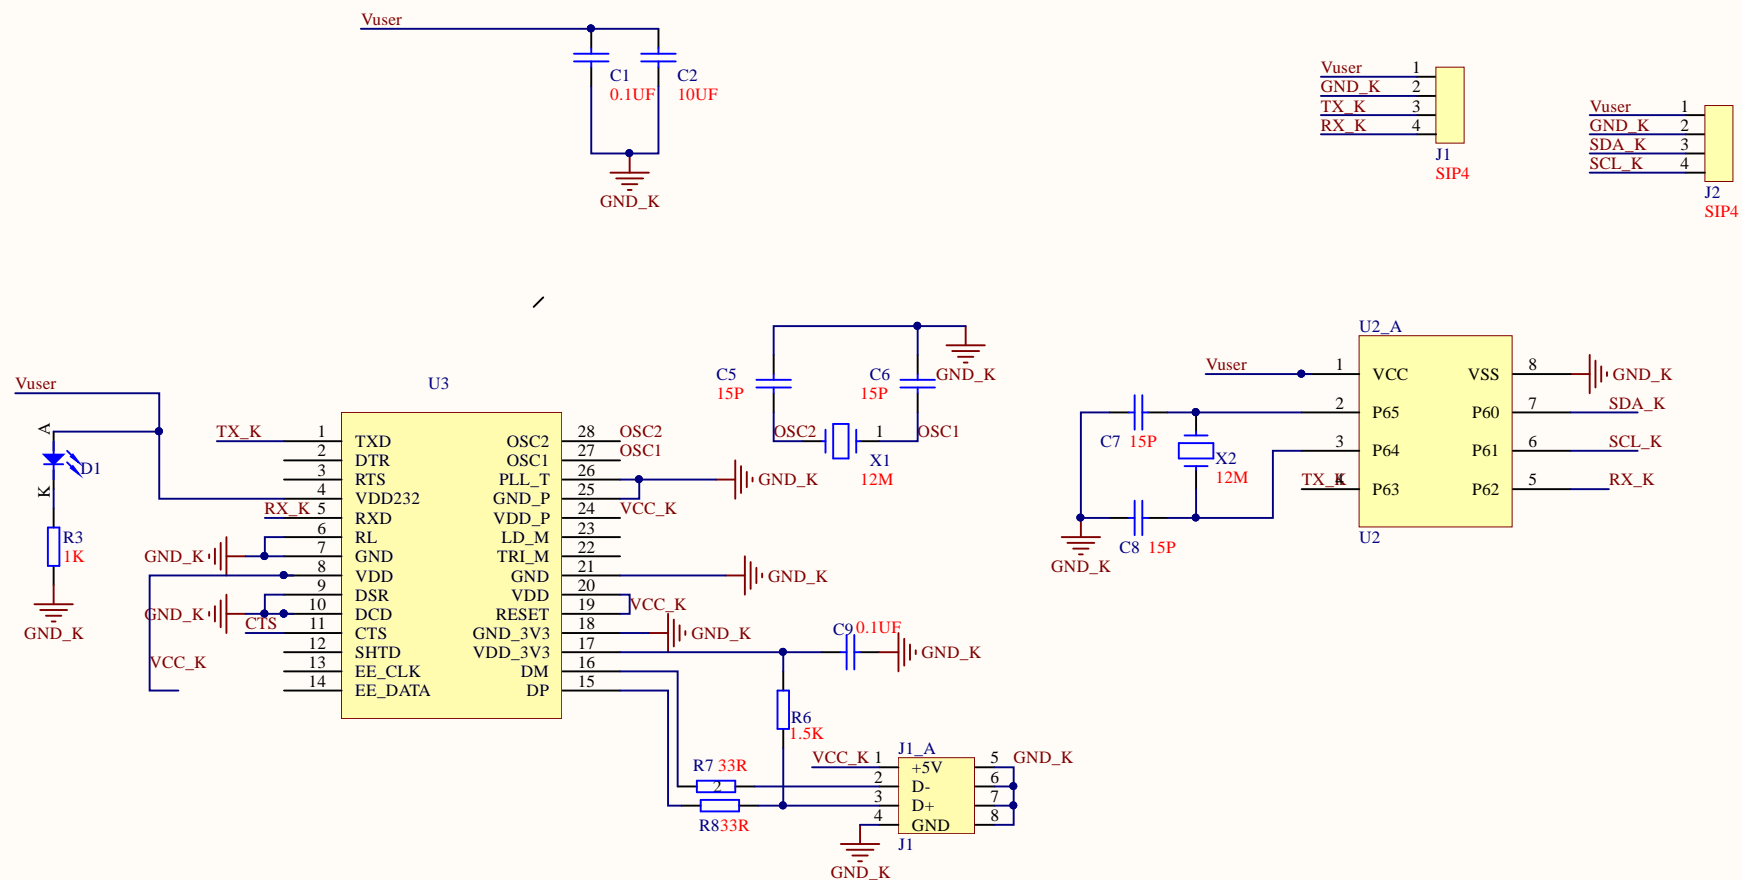 Vuser
C1
0.1UF
C2
10UF
GND_K
Vuser 1
GND_K 2
TX_K 3
RX_K 4
J1
SIP4
Vuser 1
GND_K 2
SDA_K 3
SCL_K 4
J2
SIP4
Vuser
A
D1
K
R3
1K
GND_K
U3
TX_K 1 TXD
2 DTR
3 RTS
4 VDD232
RX_K 5 RXD
6 RL
GND_K 7 GND
8 VDD
9 DSR
GND_K 10 DCD
CTS 11 CTS
12 SHTD
13 EE_CLK
14 EE_DATA
VCC_K
OSC2 28 OSC2
OSC1 27 OSC1
PLL_T 26
GND_P 25
GND_K
VDD_P 24 VCC_K
LD_M 23
TRI_M 22
GND 21 GND_K
VDD 20
RESET 19
VCC_K
GND_3V3 18 GND_K
VDD_3V3 17
DM 16
DP 15
C5
15P
C6
15P
GND_K
OSC2
1
OSC1
X1
12M
C9 0.1UF
GND_K
R6
1.5K
R7 33R
2
R8 33R
J1_A
VCC_K 1 +5V
2 D-
3 D+
4 GND
5 GND_K
6
7
8
J1
GND_K
U2_A
Vuser 1 VCC
2 P65
3 P64
TX_K 4 P63
VSS 8 GND_K
P60 7 SDA_K
P61 6 SCL_K
P62 5 RX_K
U2
C7 15P
X2
12M
C8 15P
GND_K